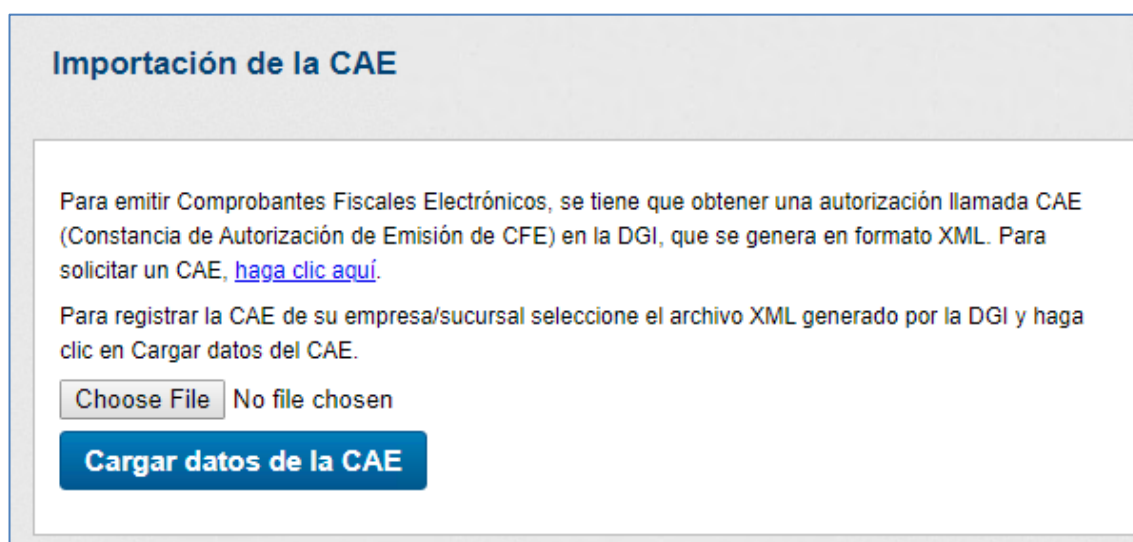 Importación de la CAE
Para emitir Comprobantes Fiscales Electrónicos, se tiene que obtener una autorización llamada CAE
(Constancia de Autorización de Emisión de CFE) en la DGI, que se genera en formato XML. Para
solicitar un CAE, haga clic aquí.
Para registrar la CAE de su empresa/sucursal seleccione el archivo XML generado por la DGI y haga
clic en Cargar datos del CAE.
Choose File No file chosen
Cargar datos de la CAE